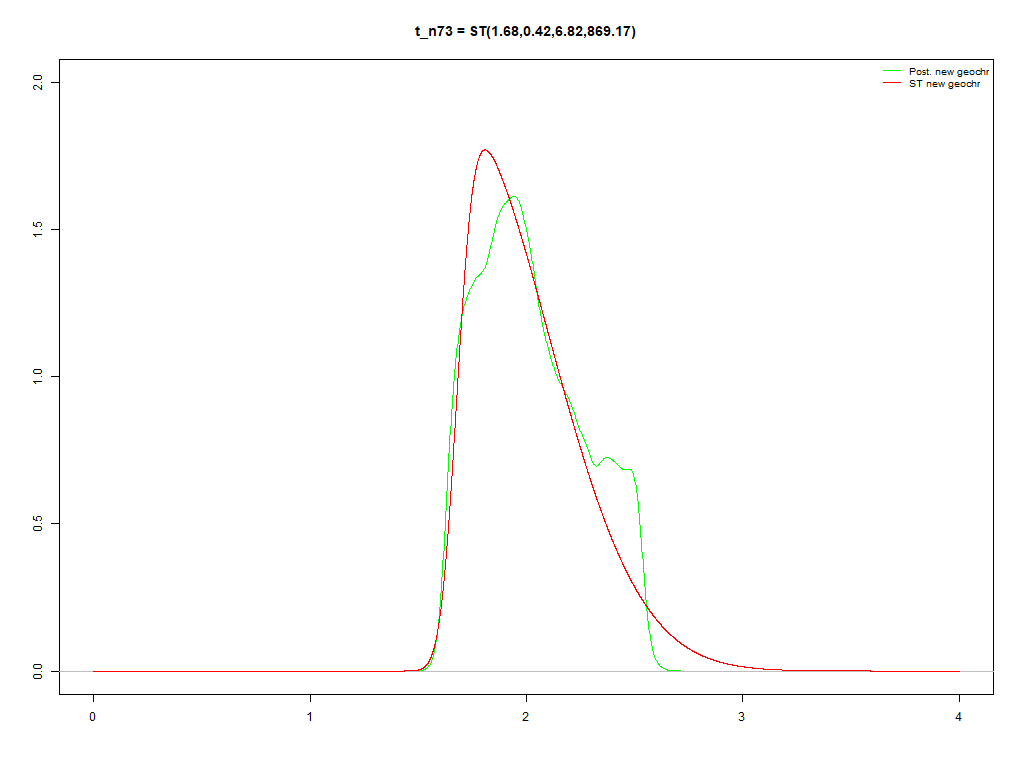 t_n73 = ST(1.68,0.42,6.82,869.17)
Post. new geochr
ST new geochr
2.0
1.5
1.0
0.5
0.0
0 1 2 3 4